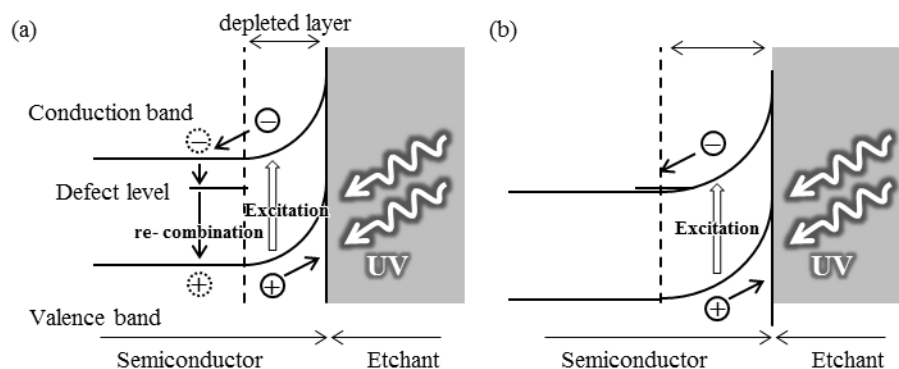 (a)
depleted layer
(b)
Conduction band
Defect level
Excitation
re- combination
UV
Valence band
Semiconductor
Etchant
Excitation
UV
Semiconductor
Etchant